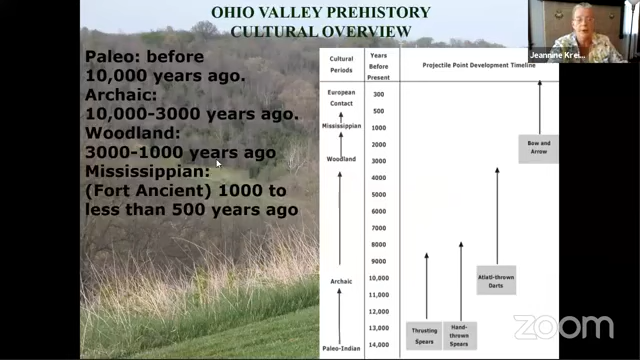 OHIO VALLEY PREHISTORY
CULTURAL OVERVIEW
Paleo: before
10,000 years ago.
Archaic:
10,000-3000 years ago.
Woodland:
3000-1000 years ago
Mississippian:
(Fort Ancient) 1000 to
less than 500 years ago
Cultural
Periods
Years
Before
Present
Projectile Point Development Timeline
European
Contact
Mississippian
Woodland
Archaic
Paleo-Indian
300
500
1000
2000
3000
4000
5000
6000
7000
8000
9000
10,000
11,000
12,000
13,000
14,000
Bow and
Arrow
Atlatl-thrown
Darts
Thrusting
Spears
Hand-
thrown
Spears
Jeannine Kre...
zoom